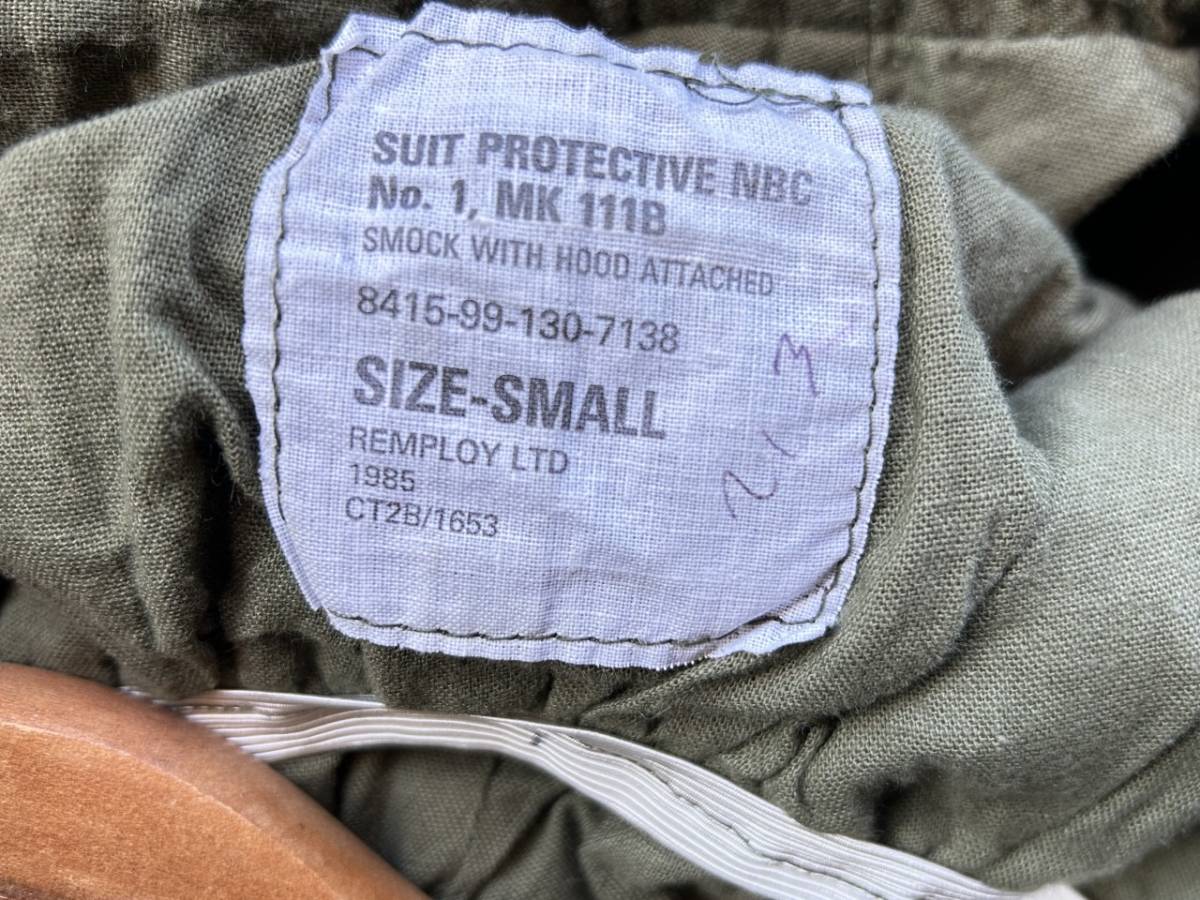 SUIT PROTECTIVE NBC
No. 1, MK 111B
SMOCK WITH HOOD ATTACHED
8415-99-130-7138
SIZE-SMALL
REMPLOY LTD
1985
CT2B/1653